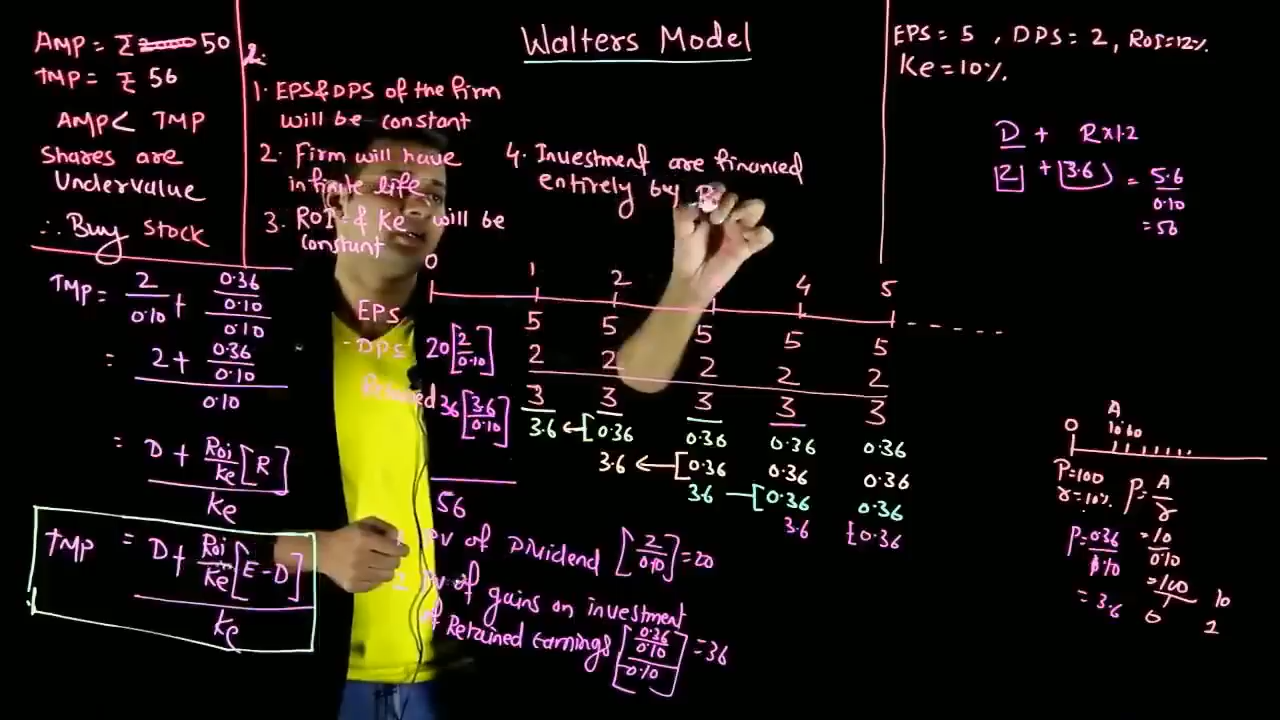 AMP = ₹ 50
TMP = ₹ 56
AMP < TMP
Shares are
Undervalue
∴ Buy Stock
TMP = 2/0.10 + 0.36/0.10/0.10
= 2 + 0.36/0.10
0.10
= D + Roi/Ke [R]
Ke
TMP = D + Roi/Ke [E-D]
Ke
Walters Model
1. EPS & DPS of the firm
will be constant
2. Firm will have
infinite life
3. RoI & Ke will be
constant
4. Investment are financed
entirely by
0 1 2 4 5
EPS 5 5 5 5 5
- DPS 20 [2/0.10] 2 2 2 2 2
Retained 36 [3.6/0.10] 3 3 3 3 3
3.6 ← [0.36 0.36 0.36 0.36
3.6 ← [0.36 0.36 0.36
3.6 - [0.36 0.36
3.6 [0.36
56
PV of Dividend [2/0.10] = 20
2 PV of gains on investment
of Retained Earnings [0.36/0.10/0.10] = 36
EPS = 5 , DPS = 2, RoI = 12%
Ke = 10%
D + R×1.2
2 + 3.6 = 5.6
0.10
= 56
A
0 10 10
P=100
r=10%
P = A/r
= 10/0.10
= 100
P = 0.36/0.10
= 3.6